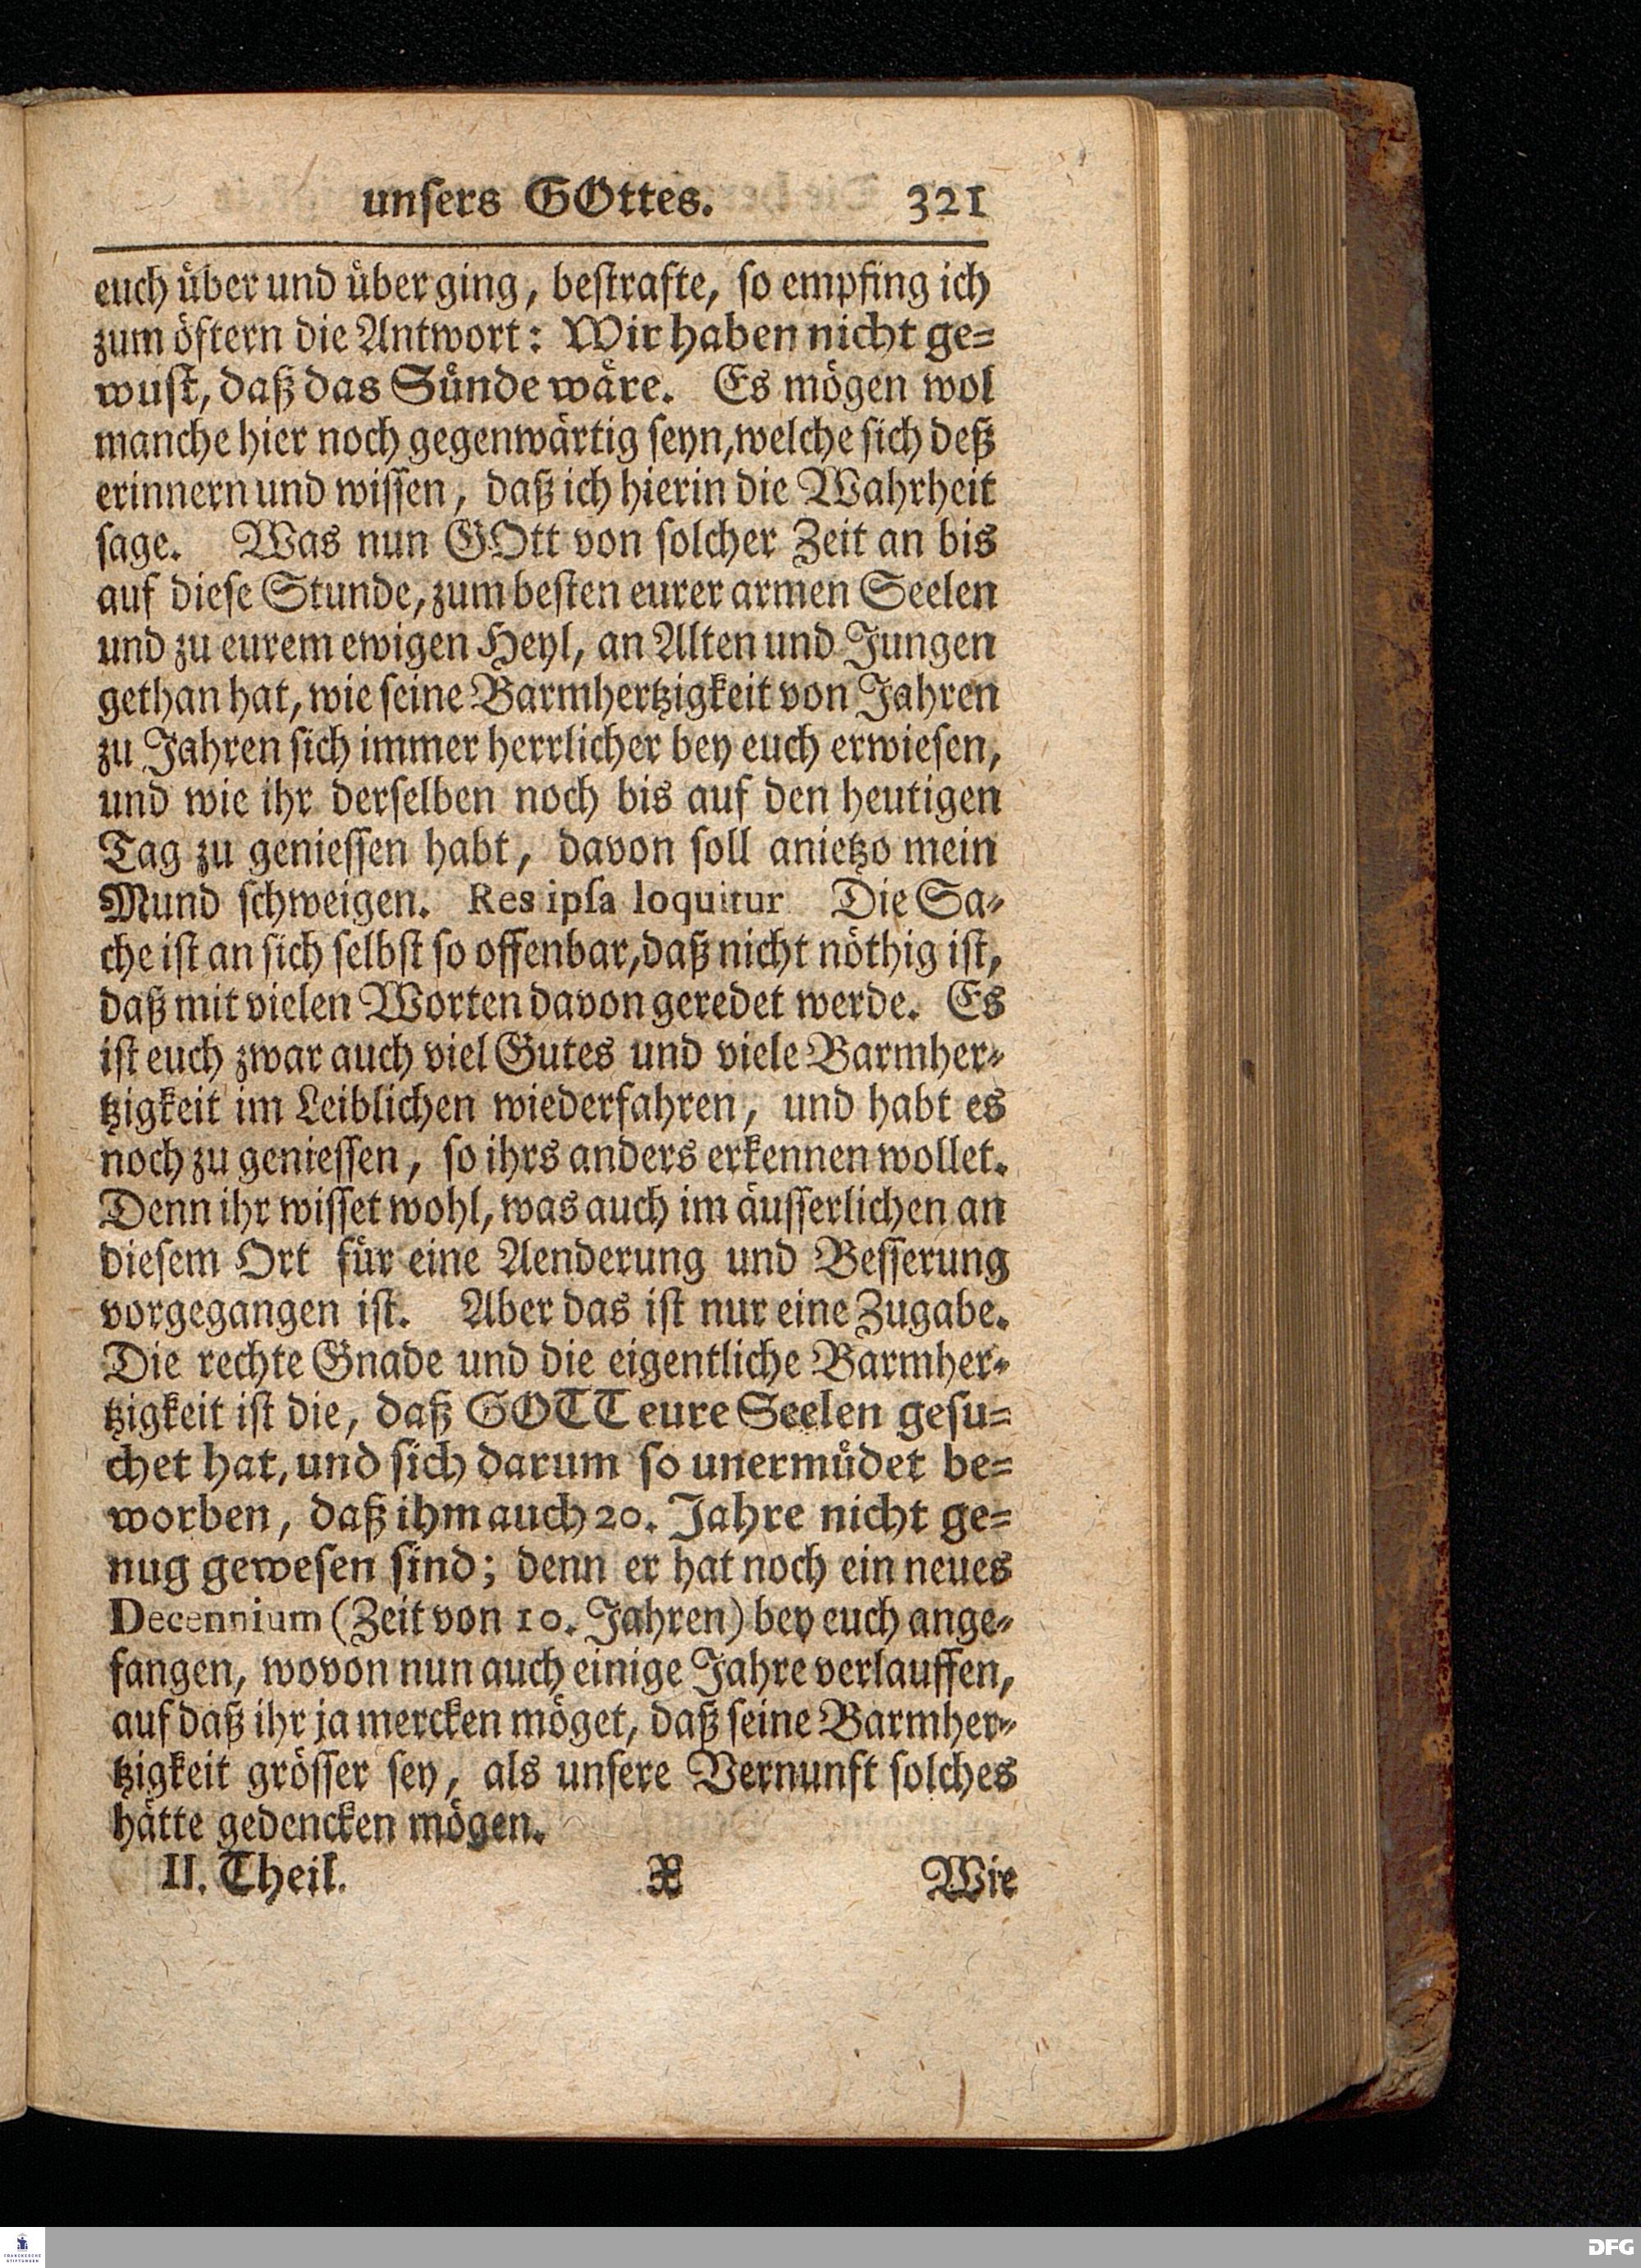 unsers GOttes. 321
euch über und über ging, bestrafte, so empfing ich
zum öftern die Antwort: Wir haben nicht ge=
wust, daß das Sünde wäre. Es mögen wol
manche hier noch gegenwärtig seyn, welche sich deß
erinnern und wissen, daß ich hierin die Wahrheit
sage. Was nun GOtt von solcher Zeit an bis
auf diese Stunde, zum besten eurer armen Seelen
und zu eurem ewigen Heyl, an Alten und Jungen
gethan hat, wie seine Barmhertzigkeit von Jahren
zu Jahren sich immer herrlicher bey euch erwiesen,
und wie ihr derselben noch bis auf den heutigen
Tag zu geniessen habt, davon soll anietzo mein
Mund schweigen. Res ipsa loquitur Die Sa=
che ist an sich selbst so offenbar, daß nicht nöthig ist,
daß mit vielen Worten davon geredet werde. Es
ist euch zwar auch viel Gutes und viele Barmher=
tzigkeit im Leiblichen wiederfahren, und habt es
noch zu geniessen, so ihrs anders erkennen wollet.
Denn ihr wisset wohl, was auch im äusserlichen an
diesem Ort für eine Aenderung und Besserung
vorgegangen ist. Aber das ist nur eine Zugabe.
Die rechte Gnade und die eigentliche Barmher=
tzigkeit ist die, daß GOTT eure Seelen gesu=
chet hat, und sich darum so unermüdet be=
worben, daß ihm auch 20. Jahre nicht ge=
nug gewesen sind; denn er hat noch ein neues
Decennium (Zeit von 10. Jahren) bey euch ange=
fangen, wovon nun auch einige Jahre verlauffen,
auf daß ihr ja mercken möget, daß seine Barmher=
tzigkeit grösser sey, als unsere Vernunft solches
hätte gedencken mögen.
II. Theil. X Wie
FRANCKESCHE
STIFTUNGEN
DFG